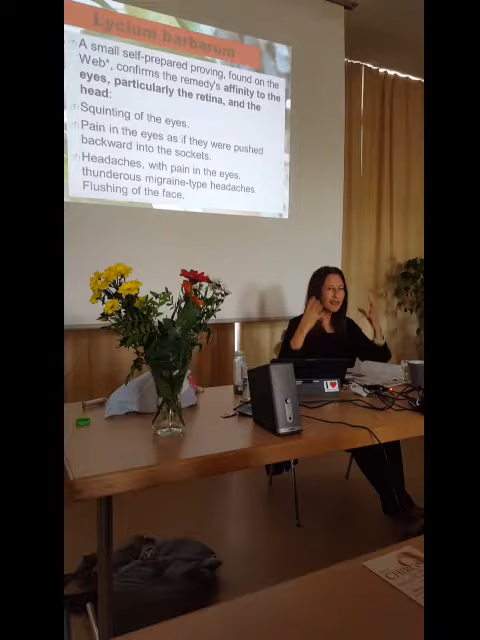 Lycium barbarum
A small self-prepared proving, found on the
Web*, confirms the remedy's affinity to the
eyes, particularly the retina, and the
head:
Squinting of the eyes.
Pain in the eyes as if they were pushed
backward into the sockets.
Headaches, with pain in the eyes,
thunderous migraine-type headaches.
Flushing of the face.
I